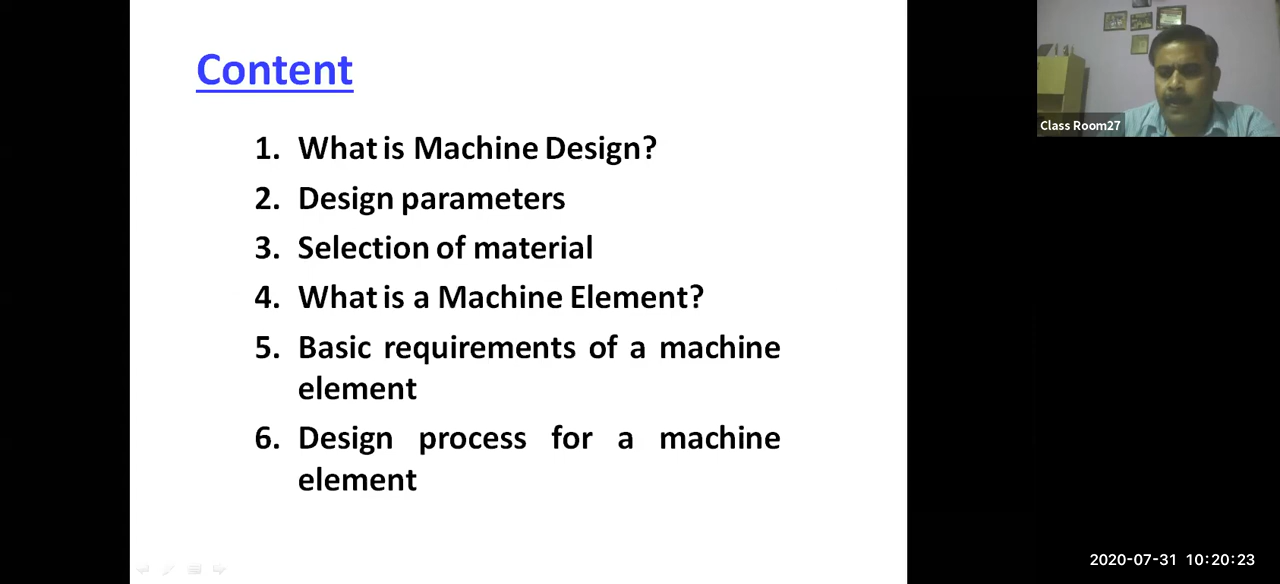 Content
1. What is Machine Design?
2. Design parameters
3. Selection of material
4. What is a Machine Element?
5. Basic requirements of a machine
element
6. Design process for a machine
element
Class Room27
2020-07-31 10:20:23